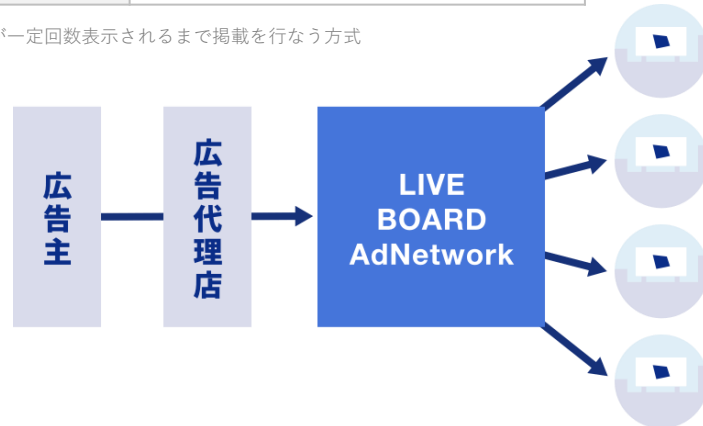 が一定回数表示されるまで掲載を行なう方式
広告主
広告代理店
LIVE
BOARD
AdNetwork